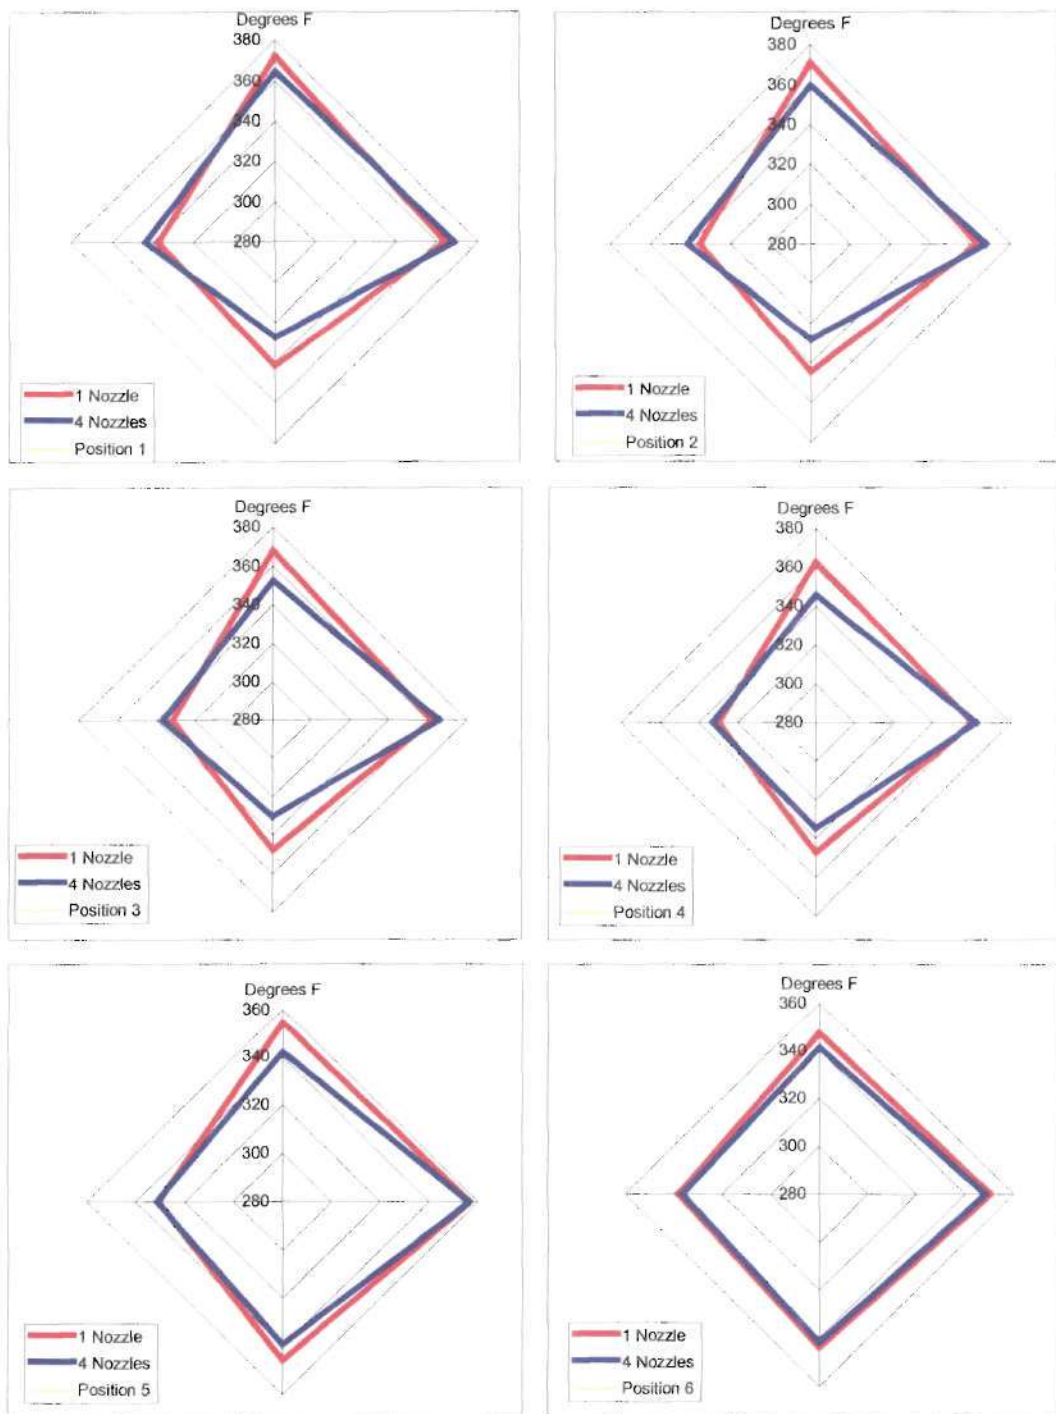 Degrees F
380
360
340
320
300
280
1 Nozzle
4 Nozzles
Position 1
Degrees F
380
360
340
320
300
280
1 Nozzle
4 Nozzles
Position 2
Degrees F
380
360
340
320
300
280
1 Nozzle
4 Nozzles
Position 3
Degrees F
380
360
340
320
300
280
1 Nozzle
4 Nozzles
Position 4
Degrees F
360
340
320
300
280
1 Nozzle
4 Nozzles
Position 5
Degrees F
360
340
320
300
280
1 Nozzle
4 Nozzles
Position 6